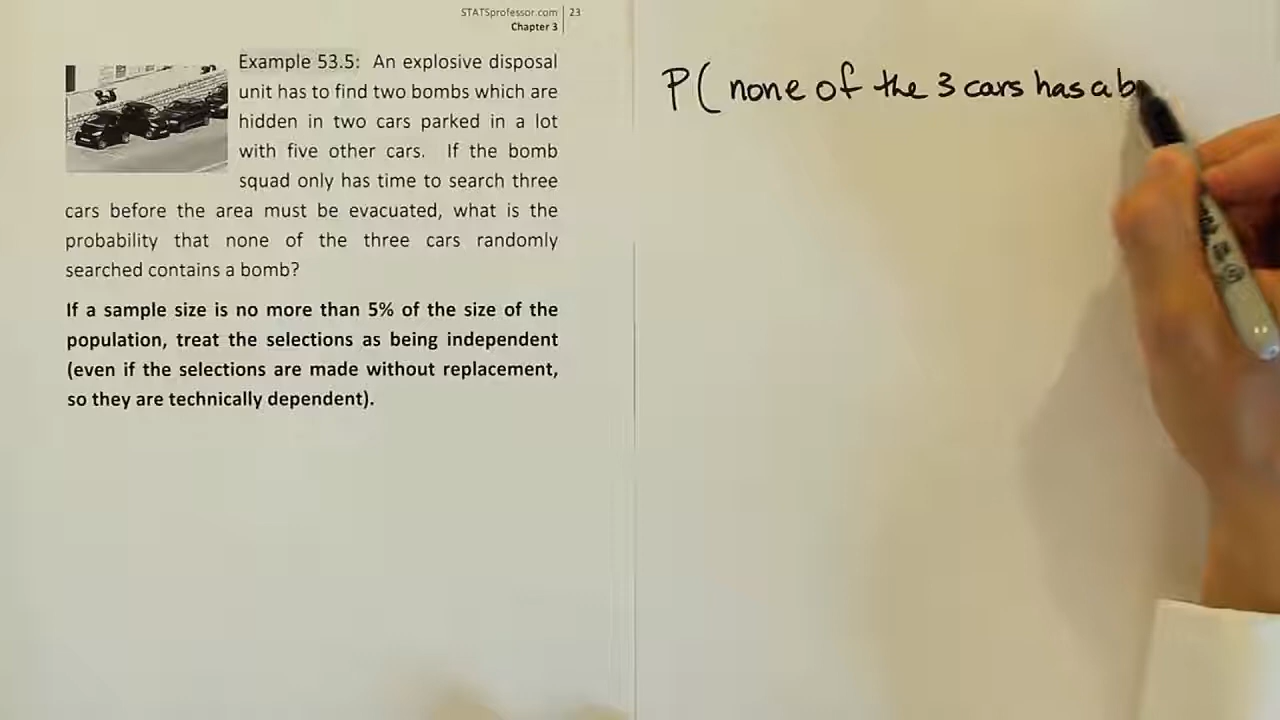 STATSprofessor.com 23
Chapter 3
Example 53.5: An explosive disposal
unit has to find two bombs which are
hidden in two cars parked in a lot
with five other cars. If the bomb
squad only has time to search three
cars before the area must be evacuated, what is the
probability that none of the three cars randomly
searched contains a bomb?
If a sample size is no more than 5% of the size of the
population, treat the selections as being independent
(even if the selections are made without replacement,
so they are technically dependent).
P( none of the 3 cars has a b